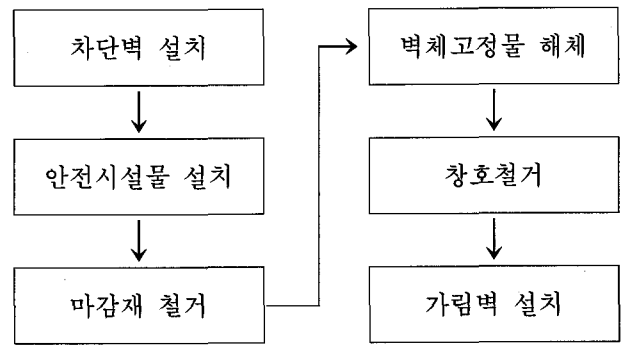 차단벽 설치
안전시설물 설치
마감재 철거
벽체고정물 해체
창호철거
가림벽 설치